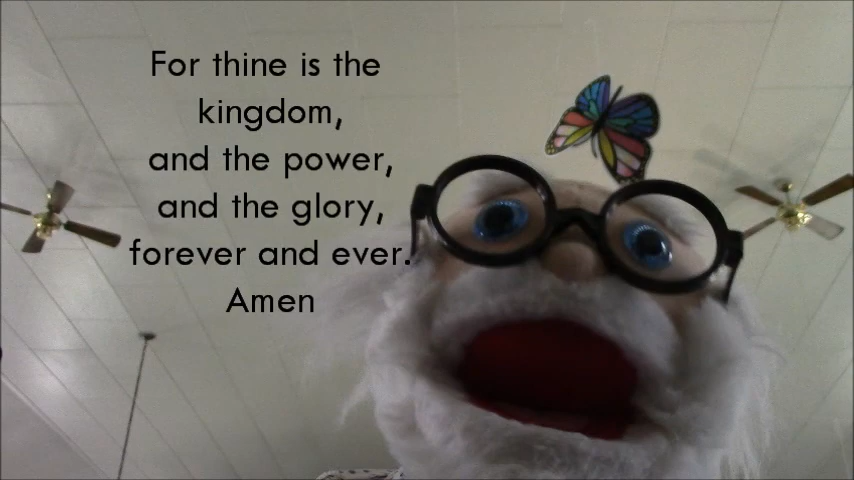 For thine is the
kingdom,
and the power,
and the glory,
forever and ever.
Amen